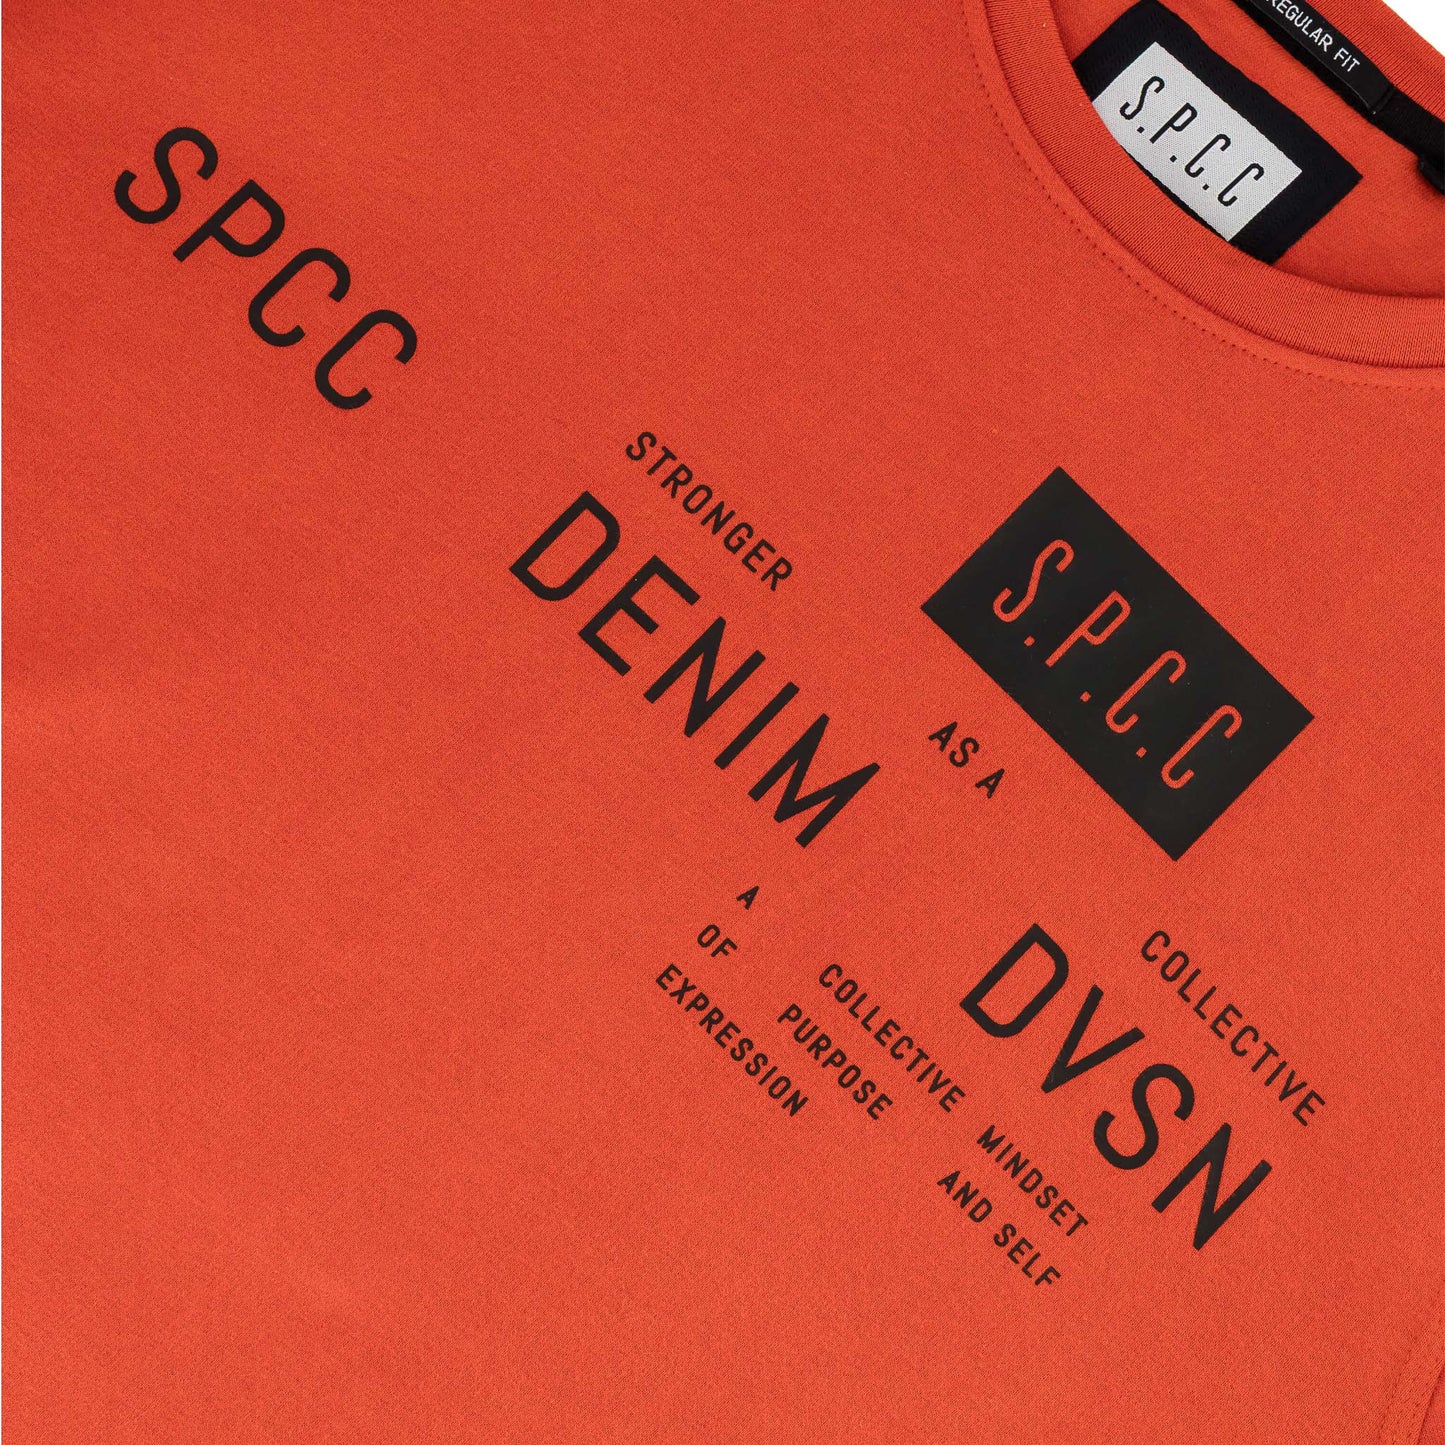 REGULAR FIT
S.P.C.C
SPCC
S.P.C.C
STRONGER AS A COLLECTIVE
DENIM DVSN
A COLLECTIVE MINDSET
OF PURPOSE AND SELF
EXPRESSION